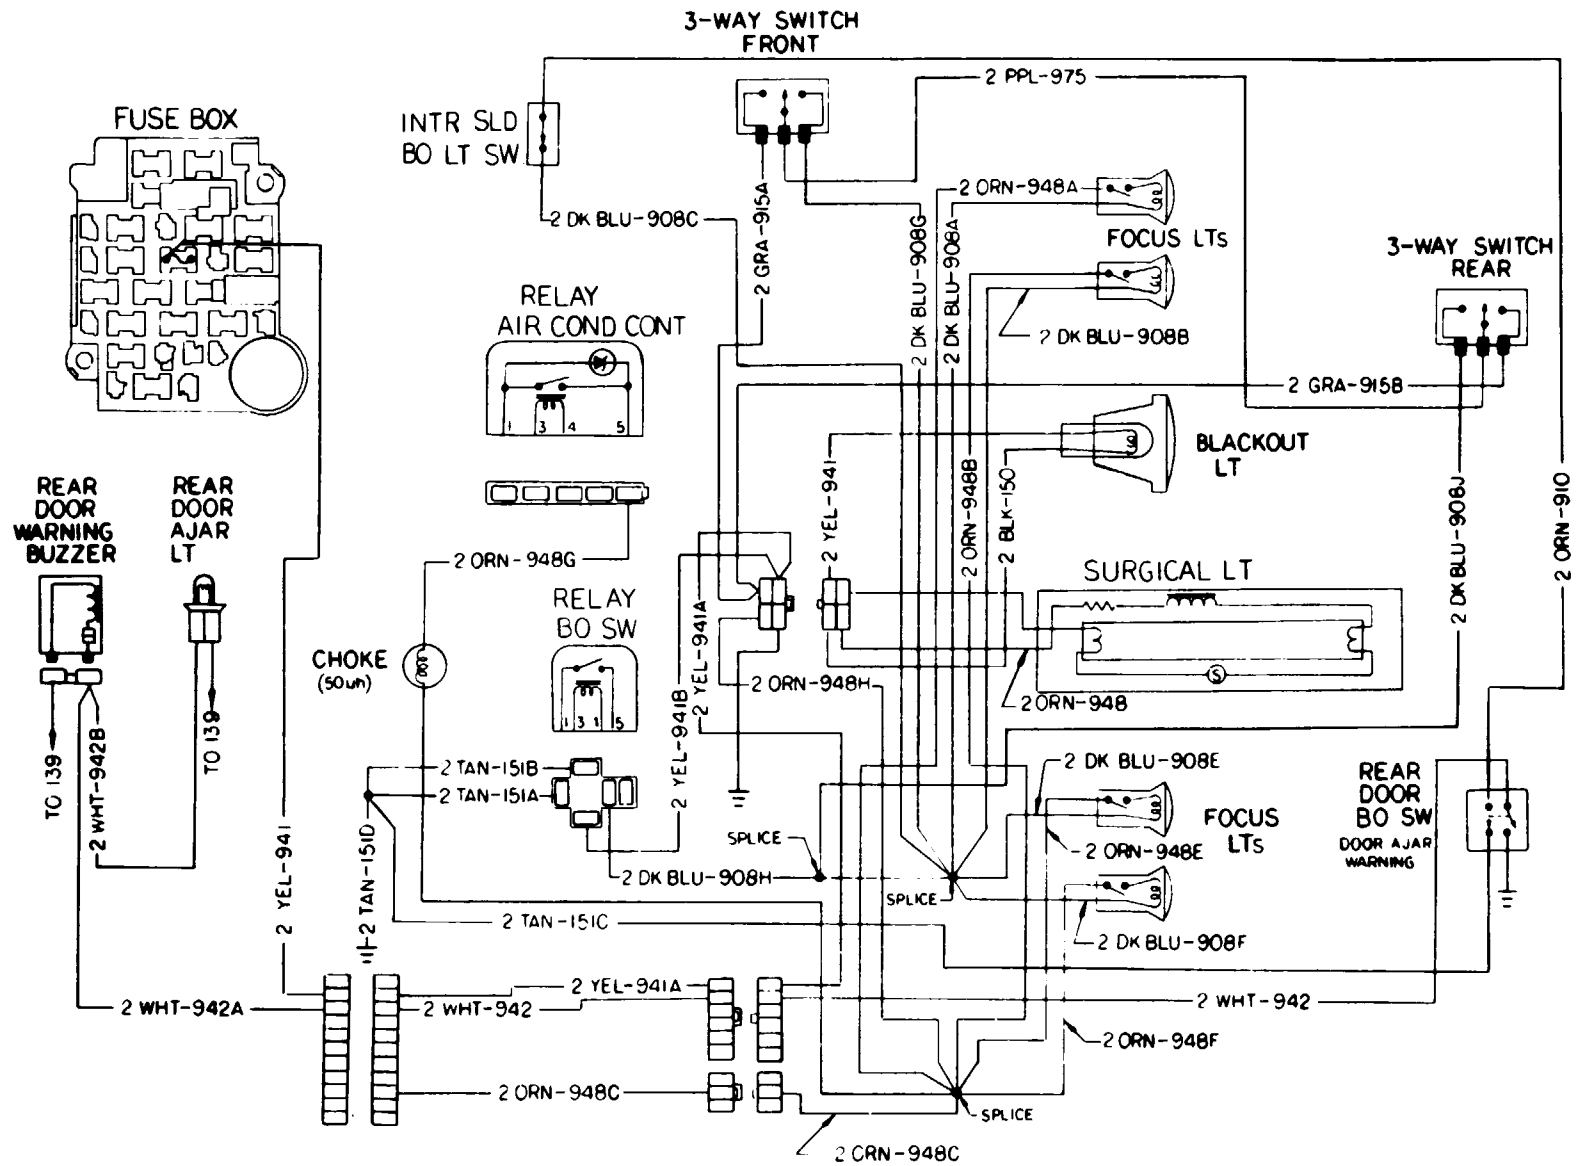 3-WAY SWITCH
FRONT
2 PPL-975
FUSE BOX
INTR SLD
BO LT SW
2 ORN-948A
2 DK BLU-908C
2 GRA-915A
2 DK BLU-908G
2 DK BLU-908A
FOCUS LTs
3-WAY SWITCH
REAR
RELAY
AIR COND CONT
2 DK BLU-908B
1 3 4 5
2 GRA-915B
BLACKOUT
LT
REAR
DOOR
WARNING
BUZZER
REAR
DOOR
AJAR
LT
2 YEL-941
2 ORN-948B
2 BLK-150
2 DK BLU-908J
2 ORN-910
2 ORN-948G
SURGICAL LT
RELAY
BO SW
CHOKE
(50uh)
2 YEL-941A
2 YEL-941B
2 ORN-948H
S
2 ORN-948
1 3 1 5
TO 139
2 WHT-942B
TO 139
2 TAN-151B
2 TAN-151A
2 DK BLU-908E
REAR
DOOR
BO SW
DOOR AJAR
WARNING
FOCUS
LTs
2 YEL-941
2 TAN-151D
SPLICE
2 ORN-948E
2 DK BLU-908H
SPLICE
2 TAN-151C
2 DK BLU-908F
2 YEL-941A
2 WHT-942A
2 WHT-942
2 WHT-942
2 ORN-948F
2 ORN-948C
SPLICE
2 CRN-948C